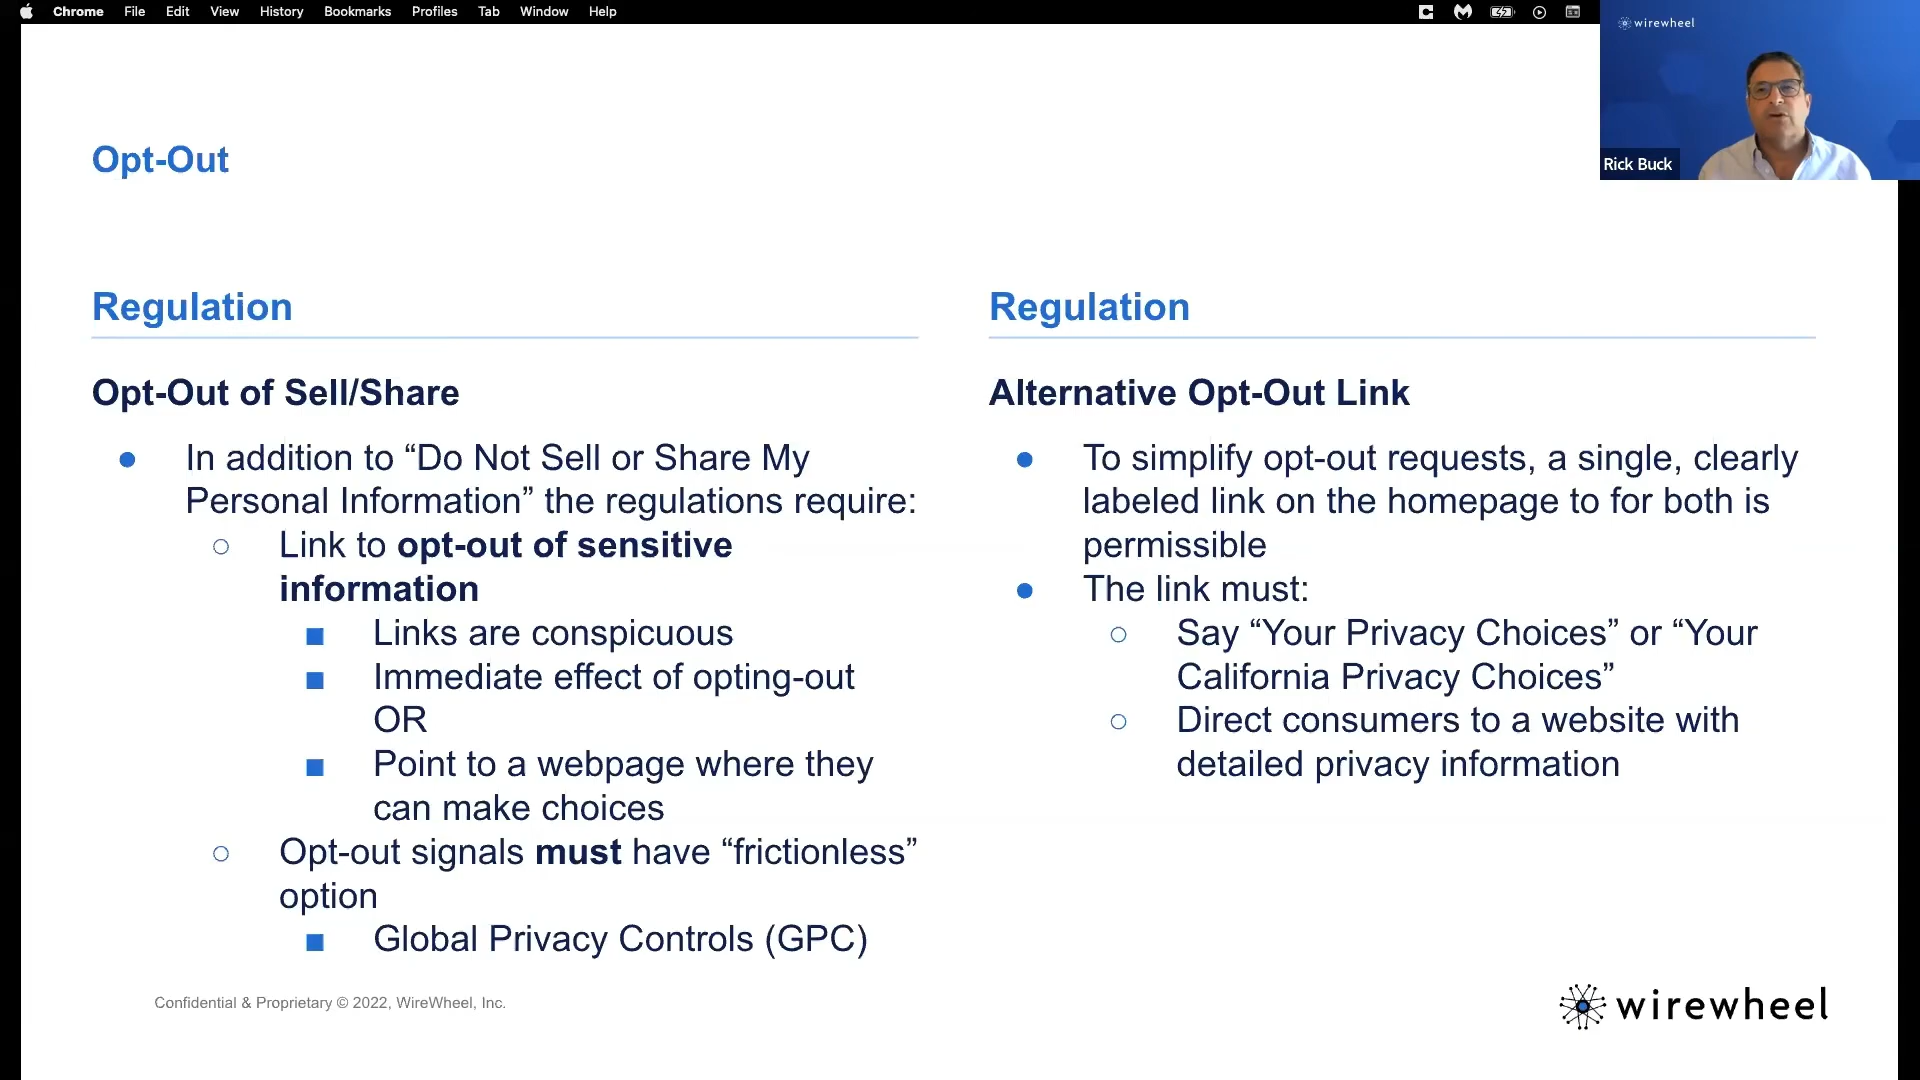 Chrome File Edit View History Bookmarks Profiles Tab Window Help
wirewheel
Rick Buck
Opt-Out
Regulation
Opt-Out of Sell/Share
In addition to “Do Not Sell or Share My
Personal Information” the regulations require:
Link to opt-out of sensitive
information
Links are conspicuous
Immediate effect of opting-out
OR
Point to a webpage where they
can make choices
Opt-out signals must have “frictionless”
option
Global Privacy Controls (GPC)
Regulation
Alternative Opt-Out Link
To simplify opt-out requests, a single, clearly
labeled link on the homepage to for both is
permissible
The link must:
Say “Your Privacy Choices” or “Your
California Privacy Choices”
Direct consumers to a website with
detailed privacy information
Confidential & Proprietary © 2022, WireWheel, Inc.
wirewheel